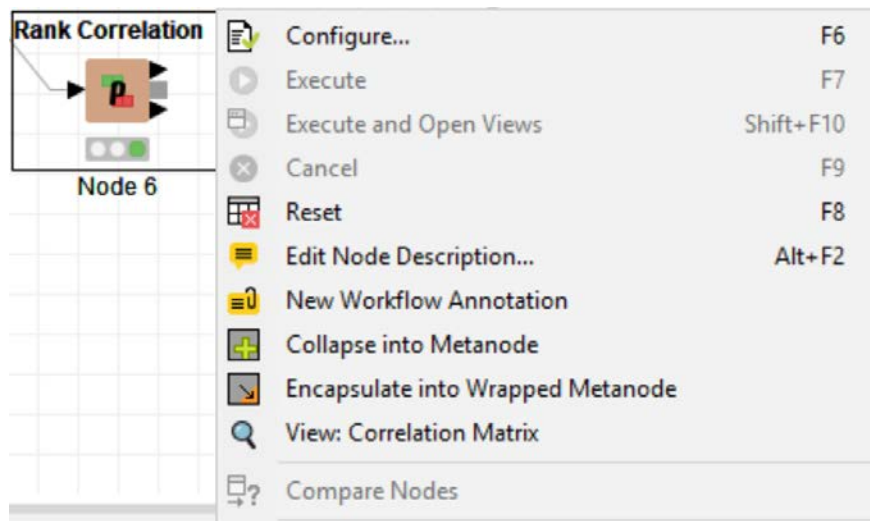 Rank Correlation
ρ
Node 6
Configure... F6
Execute F7
Execute and Open Views Shift+F10
Cancel F9
Reset F8
Edit Node Description... Alt+F2
New Workflow Annotation
Collapse into Metanode
Encapsulate into Wrapped Metanode
View: Correlation Matrix
Compare Nodes